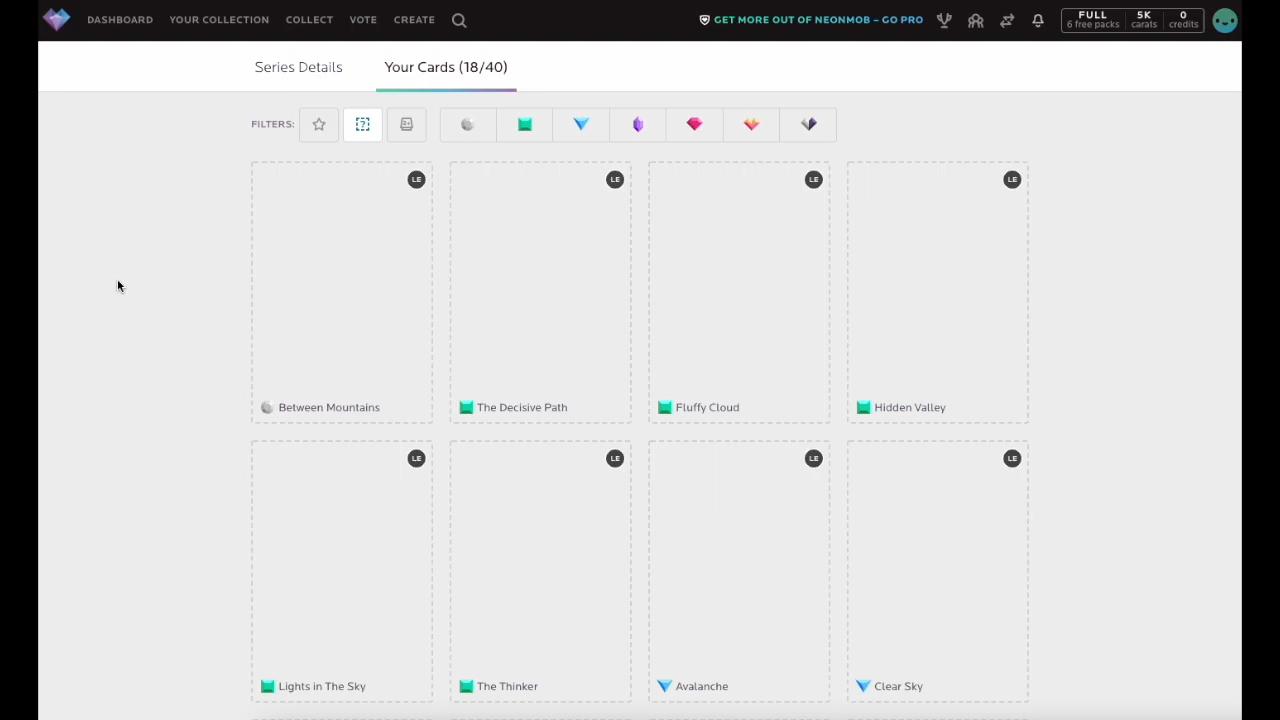 DASHBOARD YOUR COLLECTION COLLECT VOTE CREATE GET MORE OUT OF NEONMOB – GO PRO FULL 5K 0
6 free packs carats credits
Series Details Your Cards (18/40)
FILTERS: ? 2+
LE LE LE LE
Between Mountains The Decisive Path Fluffy Cloud Hidden Valley
LE LE LE LE
Lights in The Sky The Thinker Avalanche Clear Sky